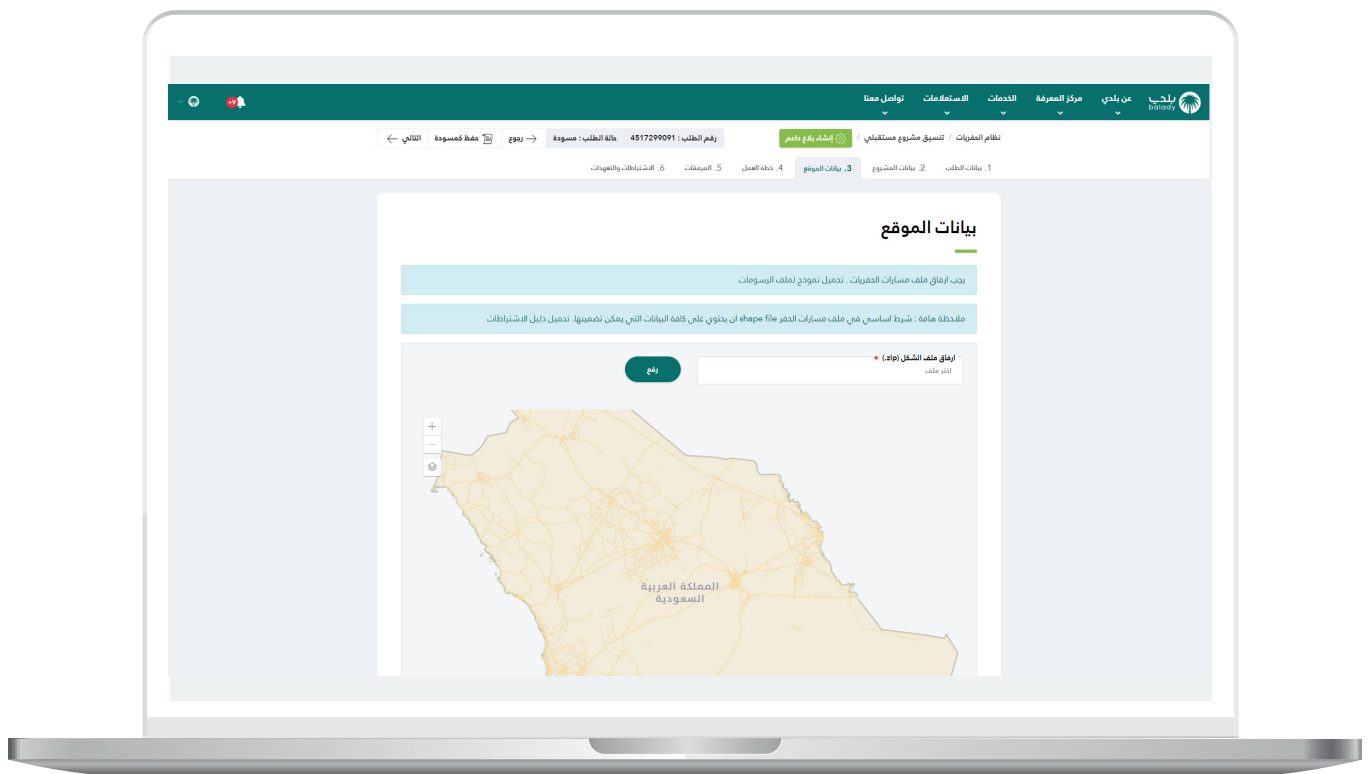 بلدي
balady
عن بلدي
مركز المعرفة
الخدمات
الاستعلامات
تواصل معنا
+9
نظام الحفريات / تنسيق مشروع مستقبلي /
إنشاء بلاغ داعم
رقم الطلب : 4517299091
حالة الطلب : مسودة
رجوع
حفظ كمسودة
التالي
1. بيانات الطلب
2. بيانات المشروع
3. بيانات الموقع
4. خطة العمل
5. المرفقات
6. الاشتراطات والتعهدات
بيانات الموقع
يجب ارفاق ملف مسارات الحفريات . تحميل نموذج لملف الرسومات
ملاحظة هامة : شرط اساسي في ملف مسارات الحفر shape file ان يحتوي على كافة البيانات التي يمكن تضمينها. تحميل دليل الاشتراطات
ارفاق ملف الشكل (zip.) *
اختر ملف
رفع
المملكة العربية
السعودية